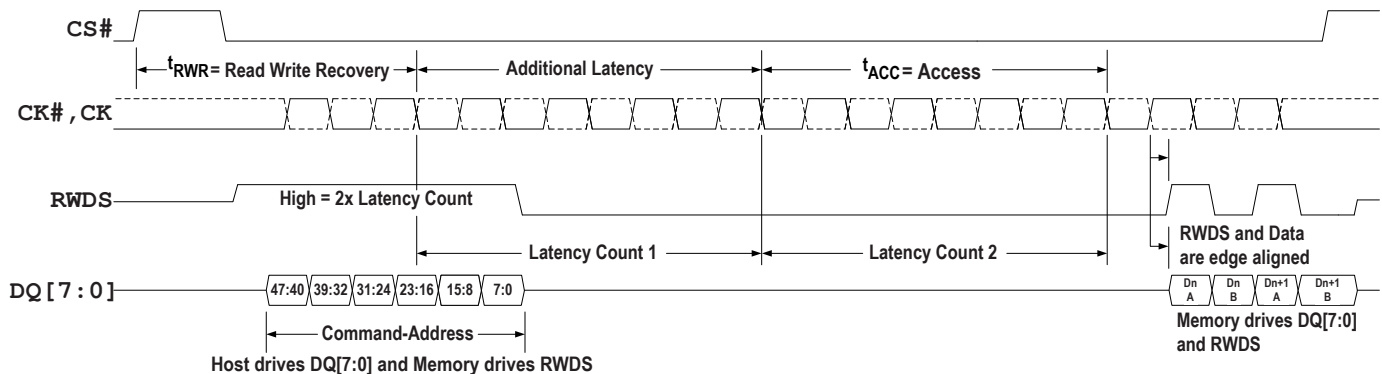 CS#
tRWR= Read Write Recovery
Additional Latency
tACC= Access
CK#,CK
RWDS
High = 2x Latency Count
Latency Count 1
Latency Count 2
RWDS and Data
are edge aligned
DQ[7:0]
47:40 39:32 31:24 23:16 15:8 7:0
Dn A
Dn B
Dn+1 A
Dn+1 B
Command-Address
Memory drives DQ[7:0]
and RWDS
Host drives DQ[7:0] and Memory drives RWDS